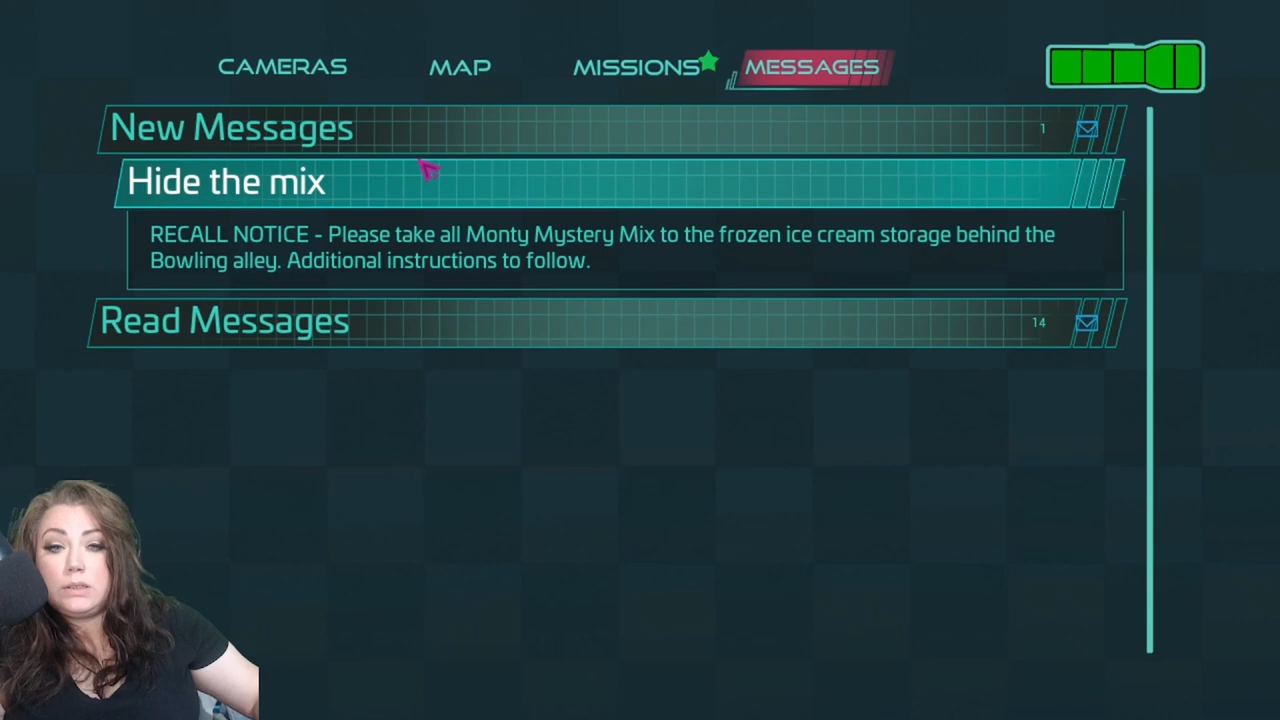 CAMERAS MAP MISSIONS MESSAGES
New Messages 1
Hide the mix
RECALL NOTICE - Please take all Monty Mystery Mix to the frozen ice cream storage behind the
Bowling alley. Additional instructions to follow.
Read Messages 14